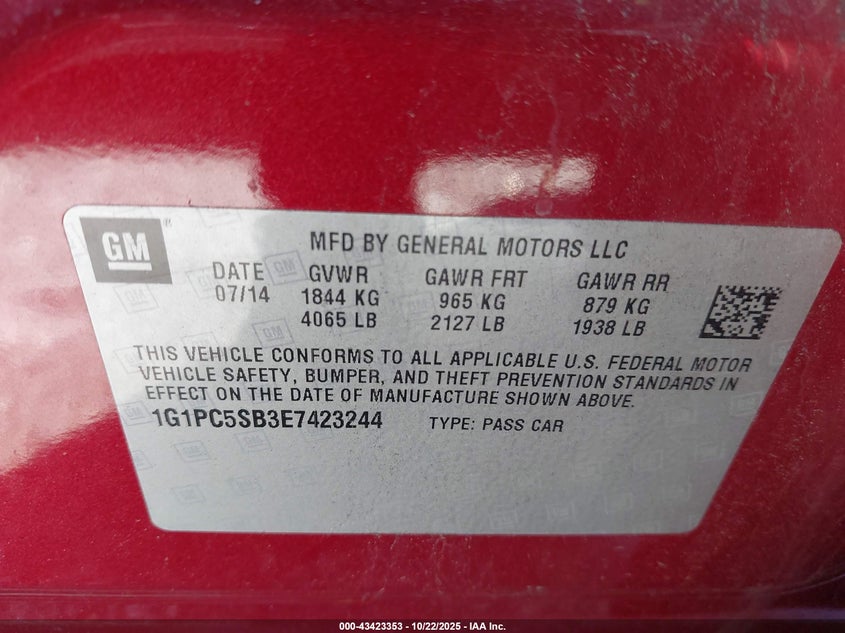 GM®
MFD BY GENERAL MOTORS LLC
DATE GVWR GAWR FRT GAWR RR
07/14 1844 KG 965 KG 879 KG
4065 LB 2127 LB 1938 LB
THIS VEHICLE CONFORMS TO ALL APPLICABLE U.S. FEDERAL MOTOR
VEHICLE SAFETY, BUMPER, AND THEFT PREVENTION STANDARDS IN
EFFECT ON THE DATE OF MANUFACTURE SHOWN ABOVE.
1G1PC5SB3E7423244 TYPE: PASS CAR
000-43423353 - 10/22/2025 - IAA Inc.